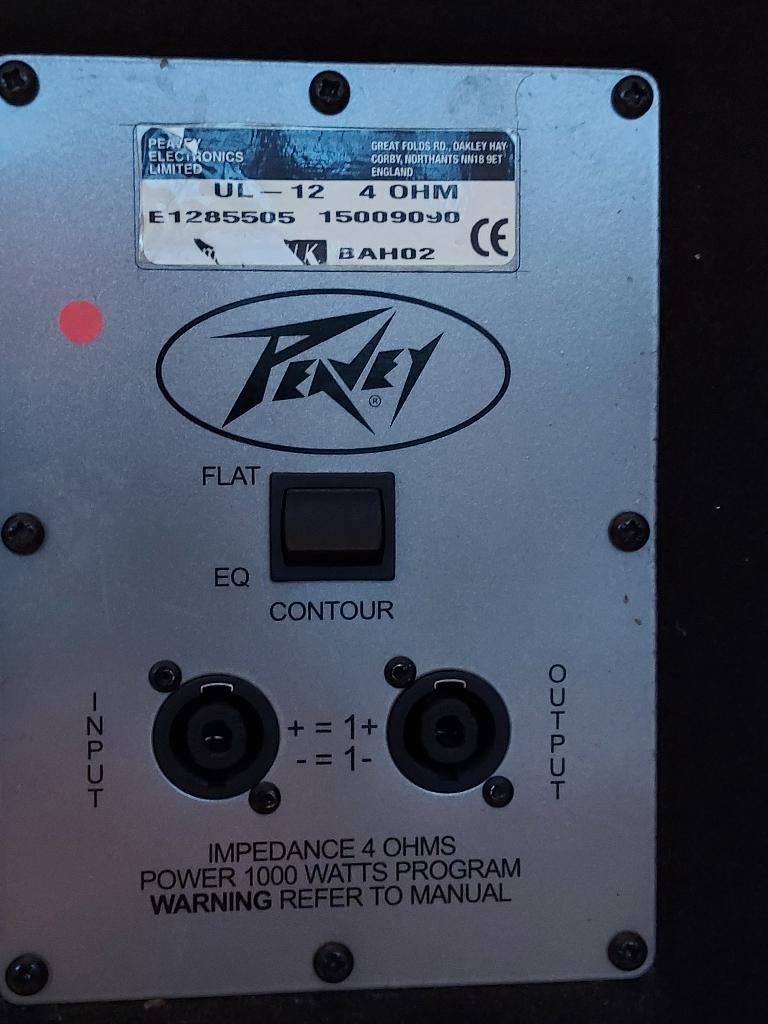 PEAVEY
ELECTRONICS
LIMITED
GREAT FOLDS RD., OAKLEY HAY
CORBY, NORTHANTS NN18 9ET
ENGLAND
UL-12 4 OHM
E1285505 15009090
BAH02
CE
PEAVEY
®
FLAT
EQ
CONTOUR
INPUT
+ = 1+
- = 1-
OUTPUT
IMPEDANCE 4 OHMS
POWER 1000 WATTS PROGRAM
WARNING REFER TO MANUAL